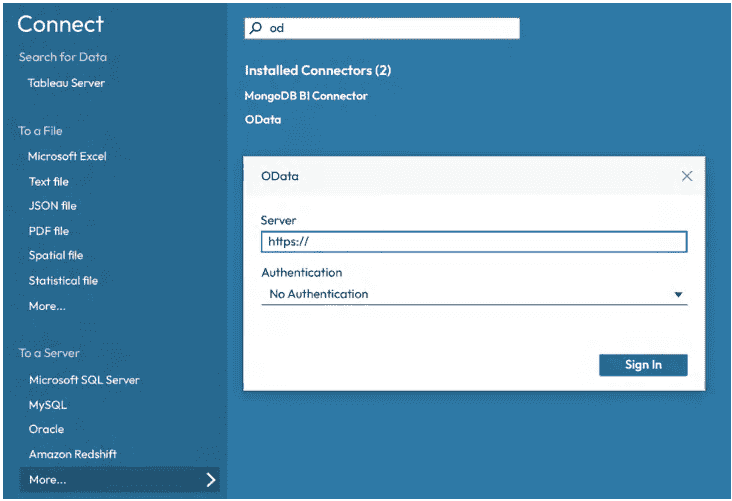 Connect
Search for Data
Tableau Server
To a File
Microsoft Excel
Text file
JSON file
PDF file
Spatial file
Statistical file
More...
To a Server
Microsoft SQL Server
MySQL
Oracle
Amazon Redshift
More...
od
Installed Connectors (2)
MongoDB BI Connector
OData
OData
Server
https://
Authentication
No Authentication
Sign In